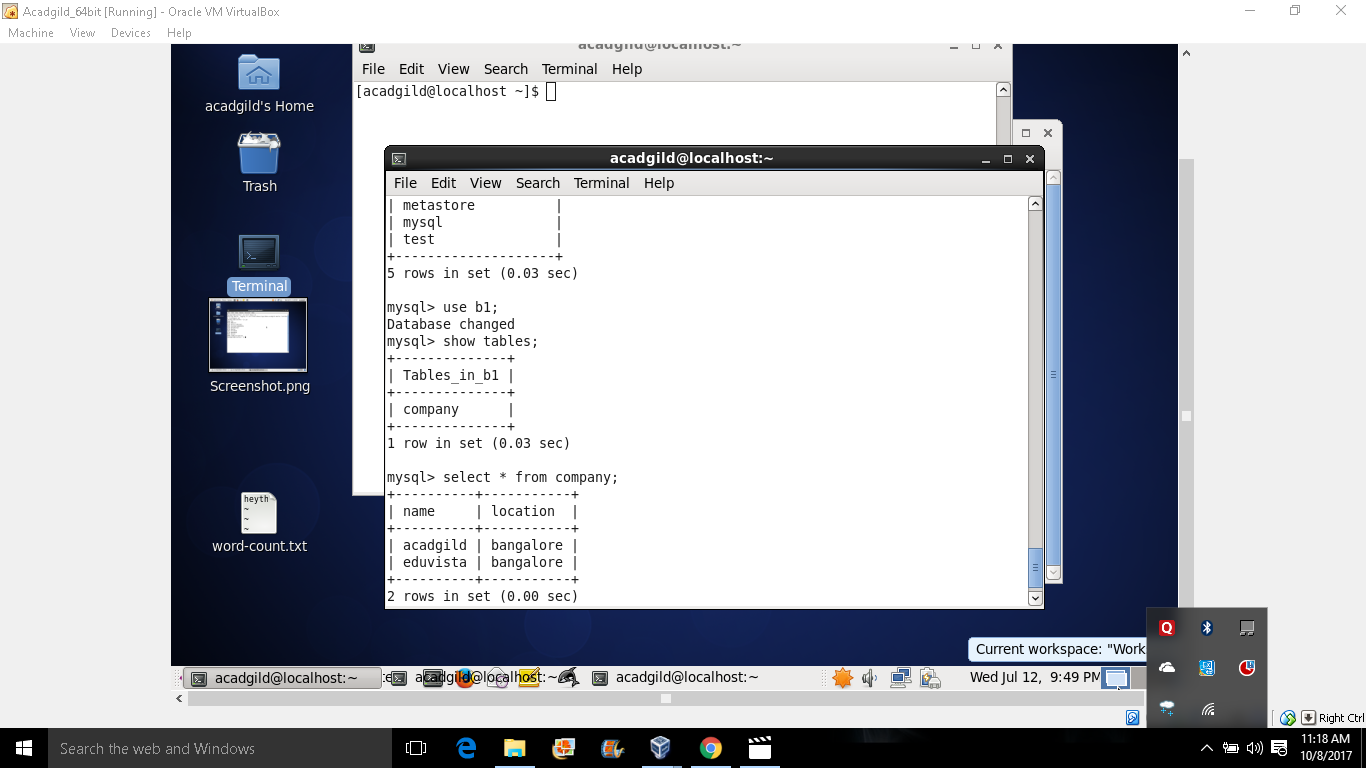 Acadgild_64bit [Running] - Oracle VM VirtualBox
Machine View Devices Help
acadgild@localhost:~
File Edit View Search Terminal Help
[acadgild@localhost ~]$
acadgild's Home
Trash
Terminal
Screenshot.png
heyth
~
~
~
word-count.txt
acadgild@localhost:~
File Edit View Search Terminal Help
| metastore          |
| mysql              |
| test               |
+--------------------+
5 rows in set (0.03 sec)
mysql> use b1;
Database changed
mysql> show tables;
+--------------+
| Tables_in_b1 |
+--------------+
| company      |
+--------------+
1 row in set (0.03 sec)
mysql> select * from company;
+----------+-----------+
| name     | location  |
+----------+-----------+
| acadgild | bangalore |
| eduvista | bangalore |
+----------+-----------+
2 rows in set (0.00 sec)
Current workspace: "Work
acadgild@localhost:~
acadgild@localhost:~
acadgild@localhost:~
Wed Jul 12, 9:49 PM
Q
Right Ctrl
Search the web and Windows
11:18 AM
10/8/2017